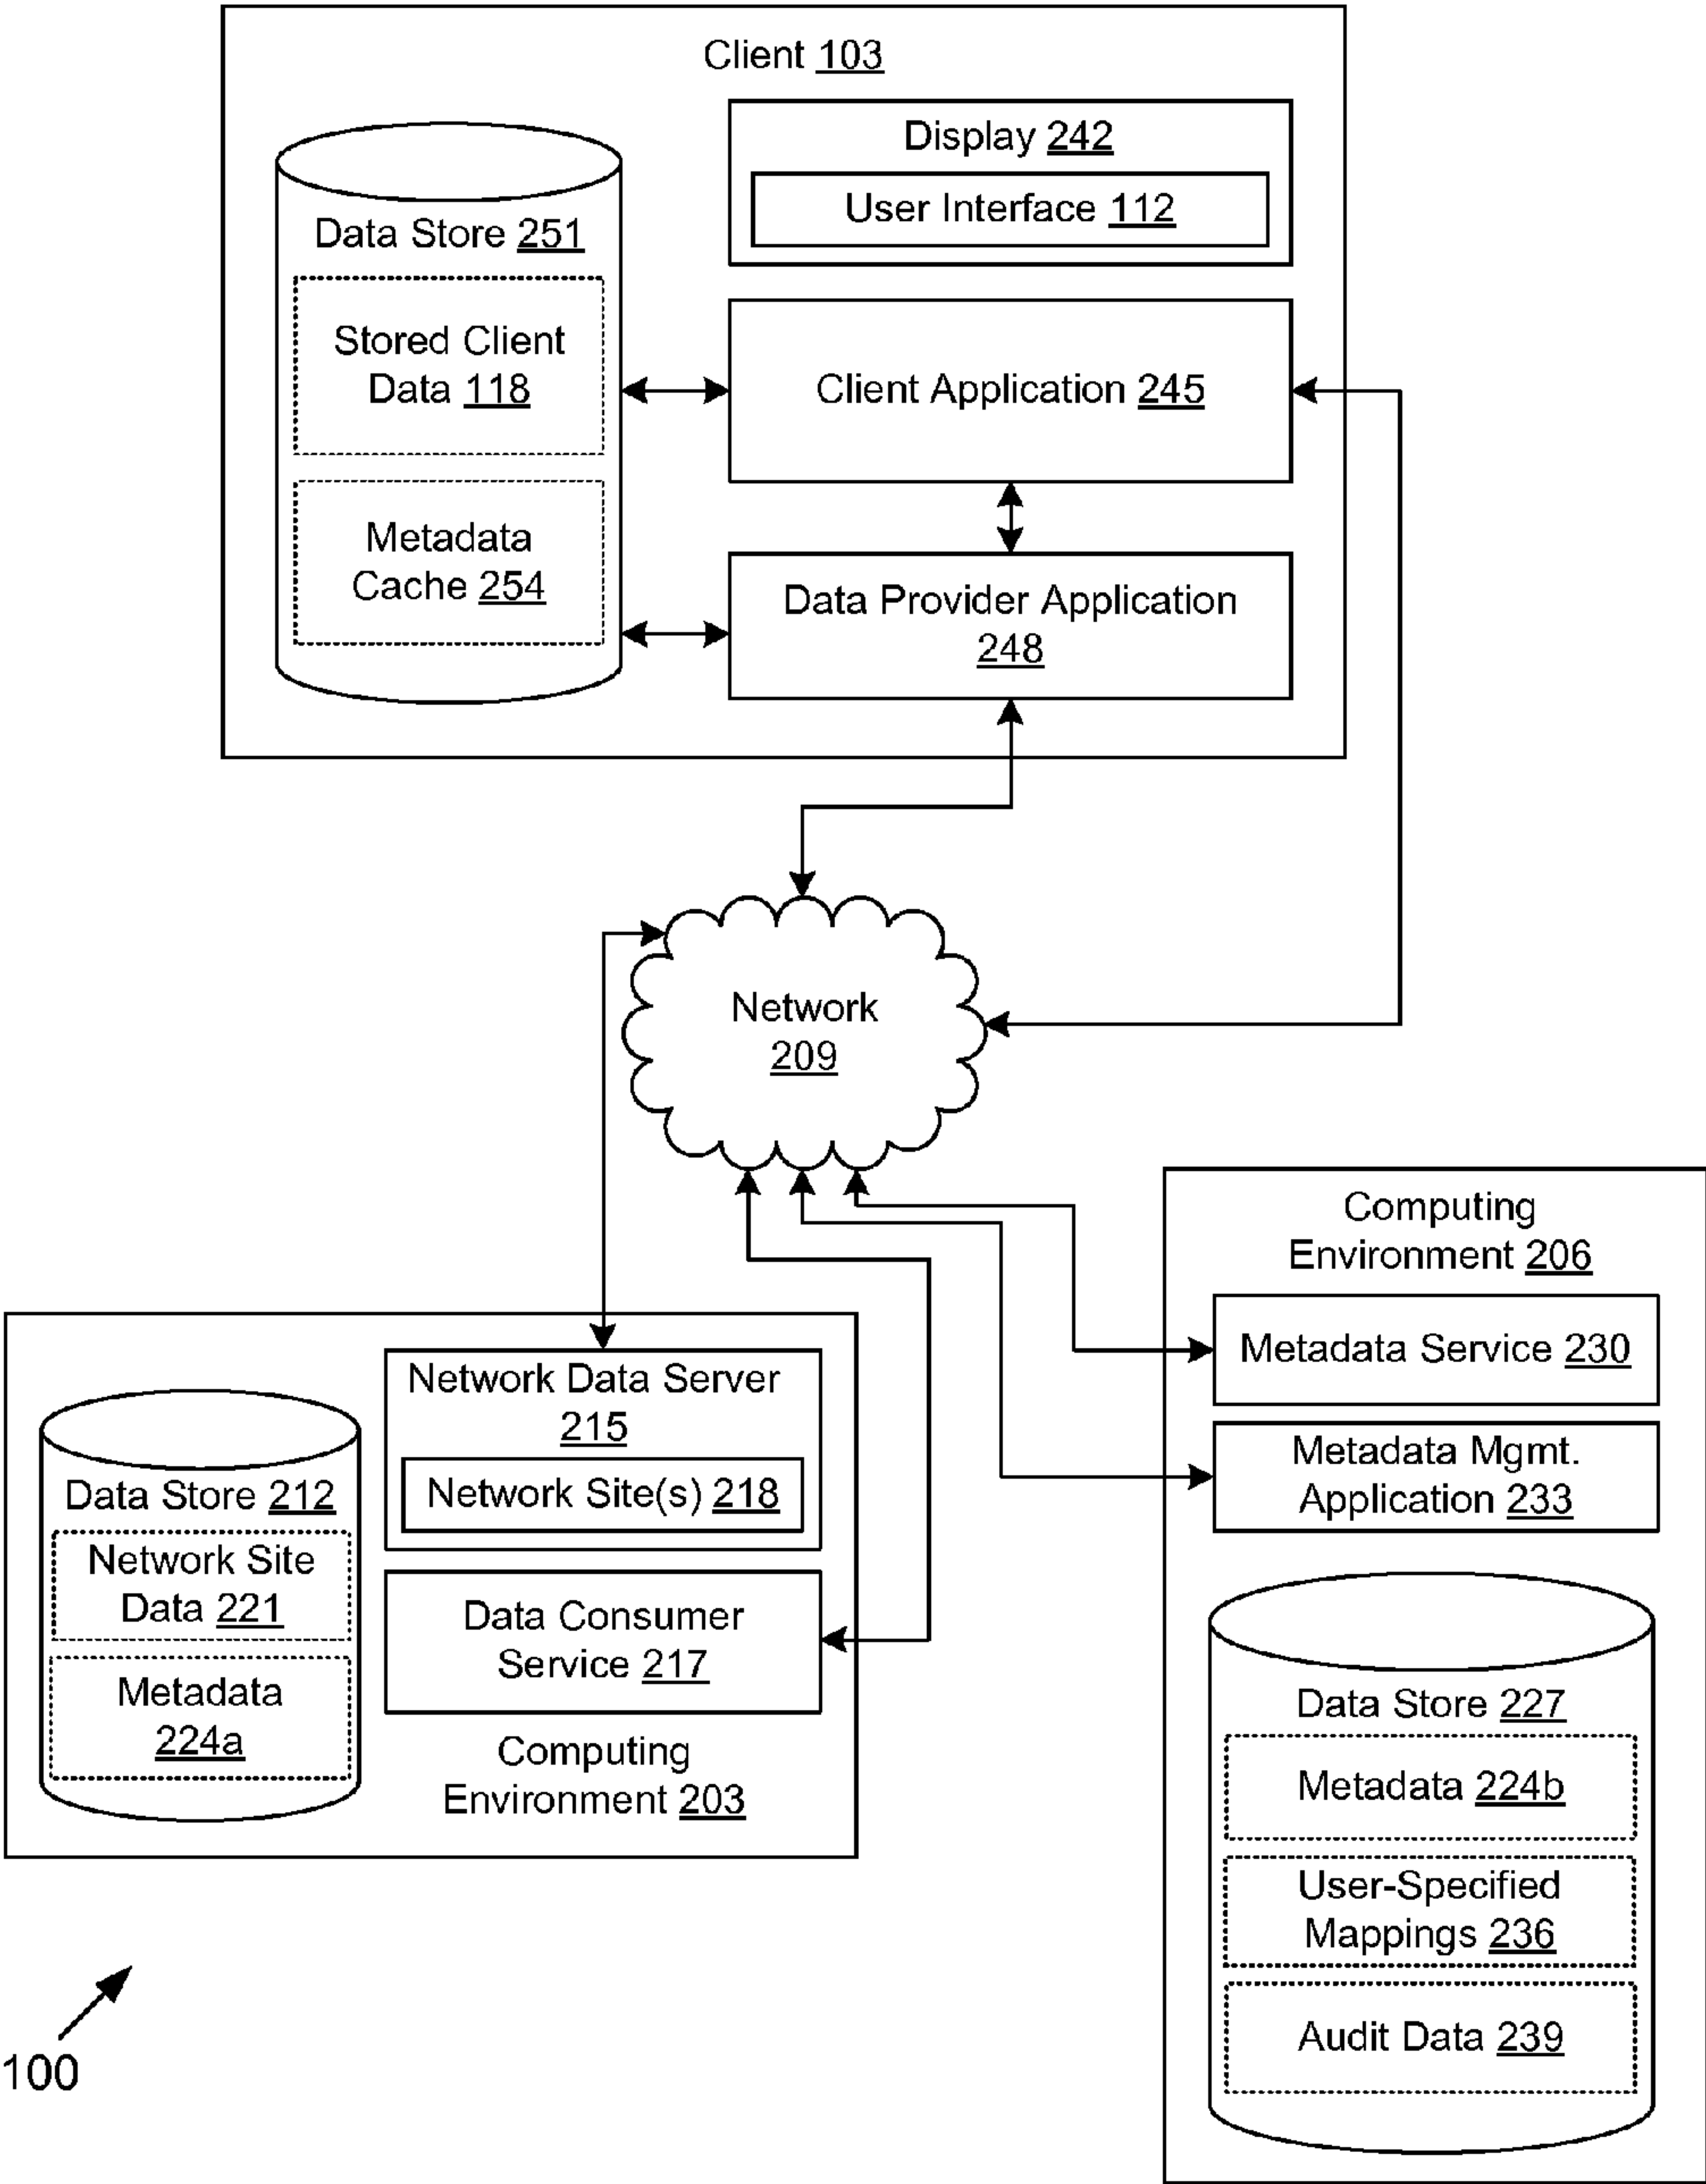 Client 103
Display 242
User Interface 112
Data Store 251
Stored Client
Data 118
Client Application 245
Metadata
Cache 254
Data Provider Application
248
Network
209
Computing
Environment 206
Metadata Service 230
Metadata Mgmt.
Application 233
Data Store 227
Metadata 224b
User-Specified
Mappings 236
Audit Data 239
Network Data Server
215
Network Site(s) 218
Data Store 212
Network Site
Data 221
Metadata
224a
Data Consumer
Service 217
Computing
Environment 203
100